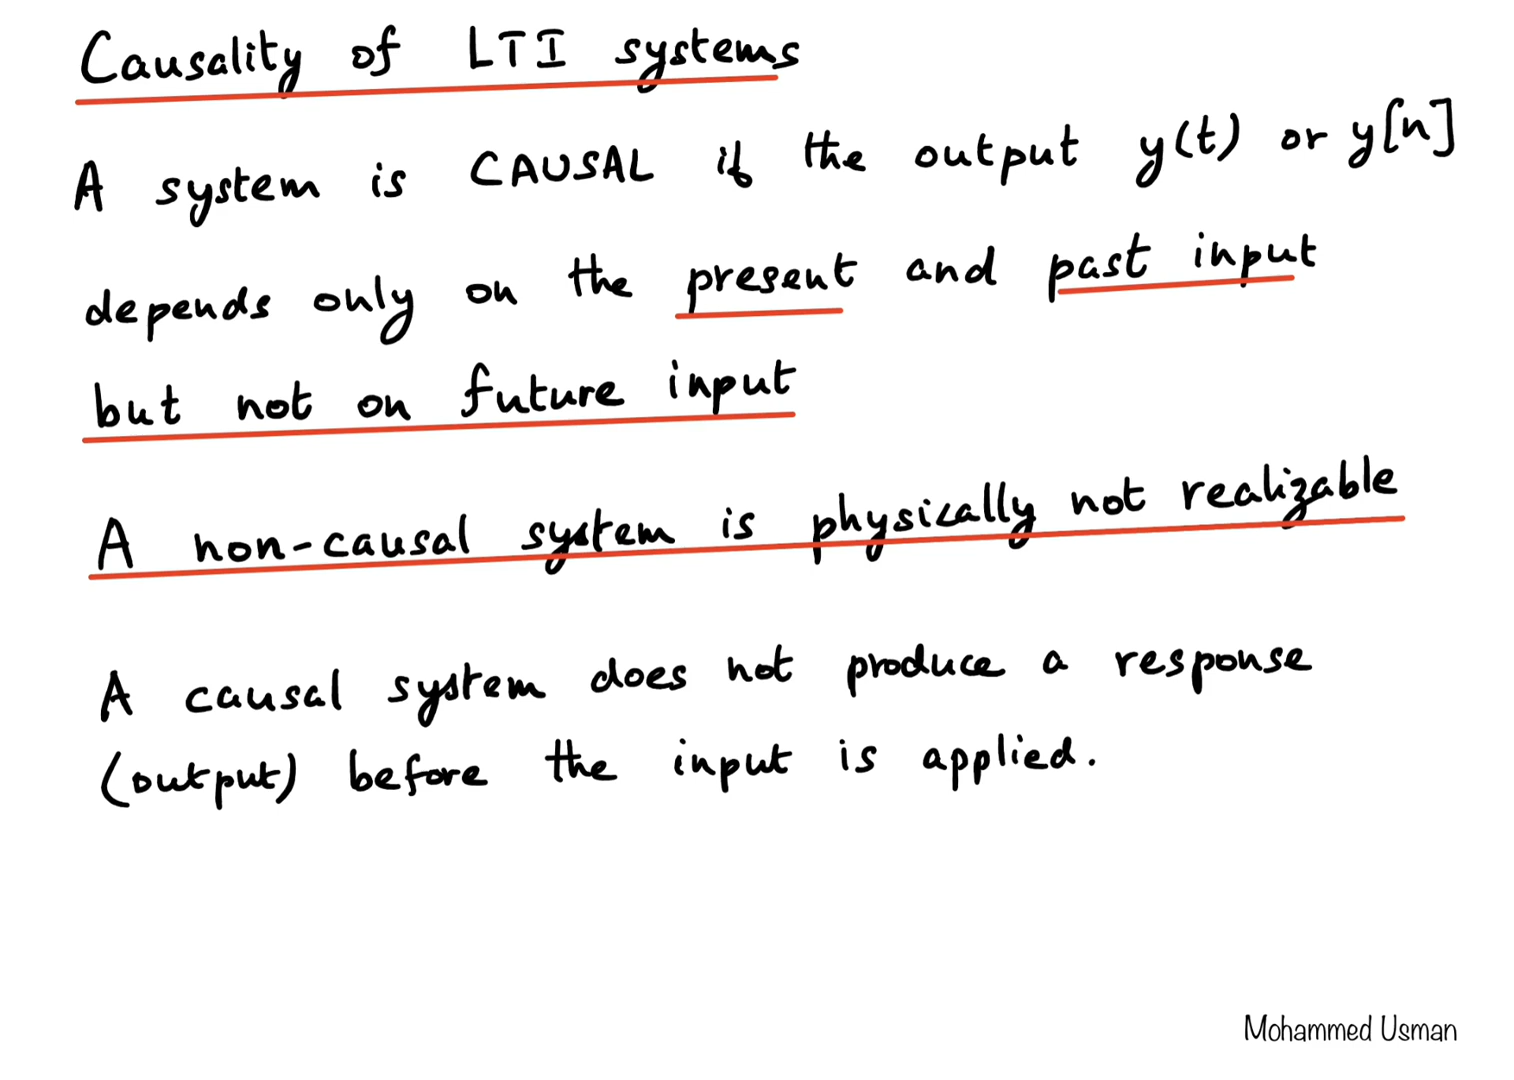 Causality of LTI systems
A system is CAUSAL if the output y(t) or y[n]
depends only on the present and past input
but not on future input
A non-causal system is physically not realizable
A causal system does not produce a response
(output) before the input is applied.
Mohammed Usman